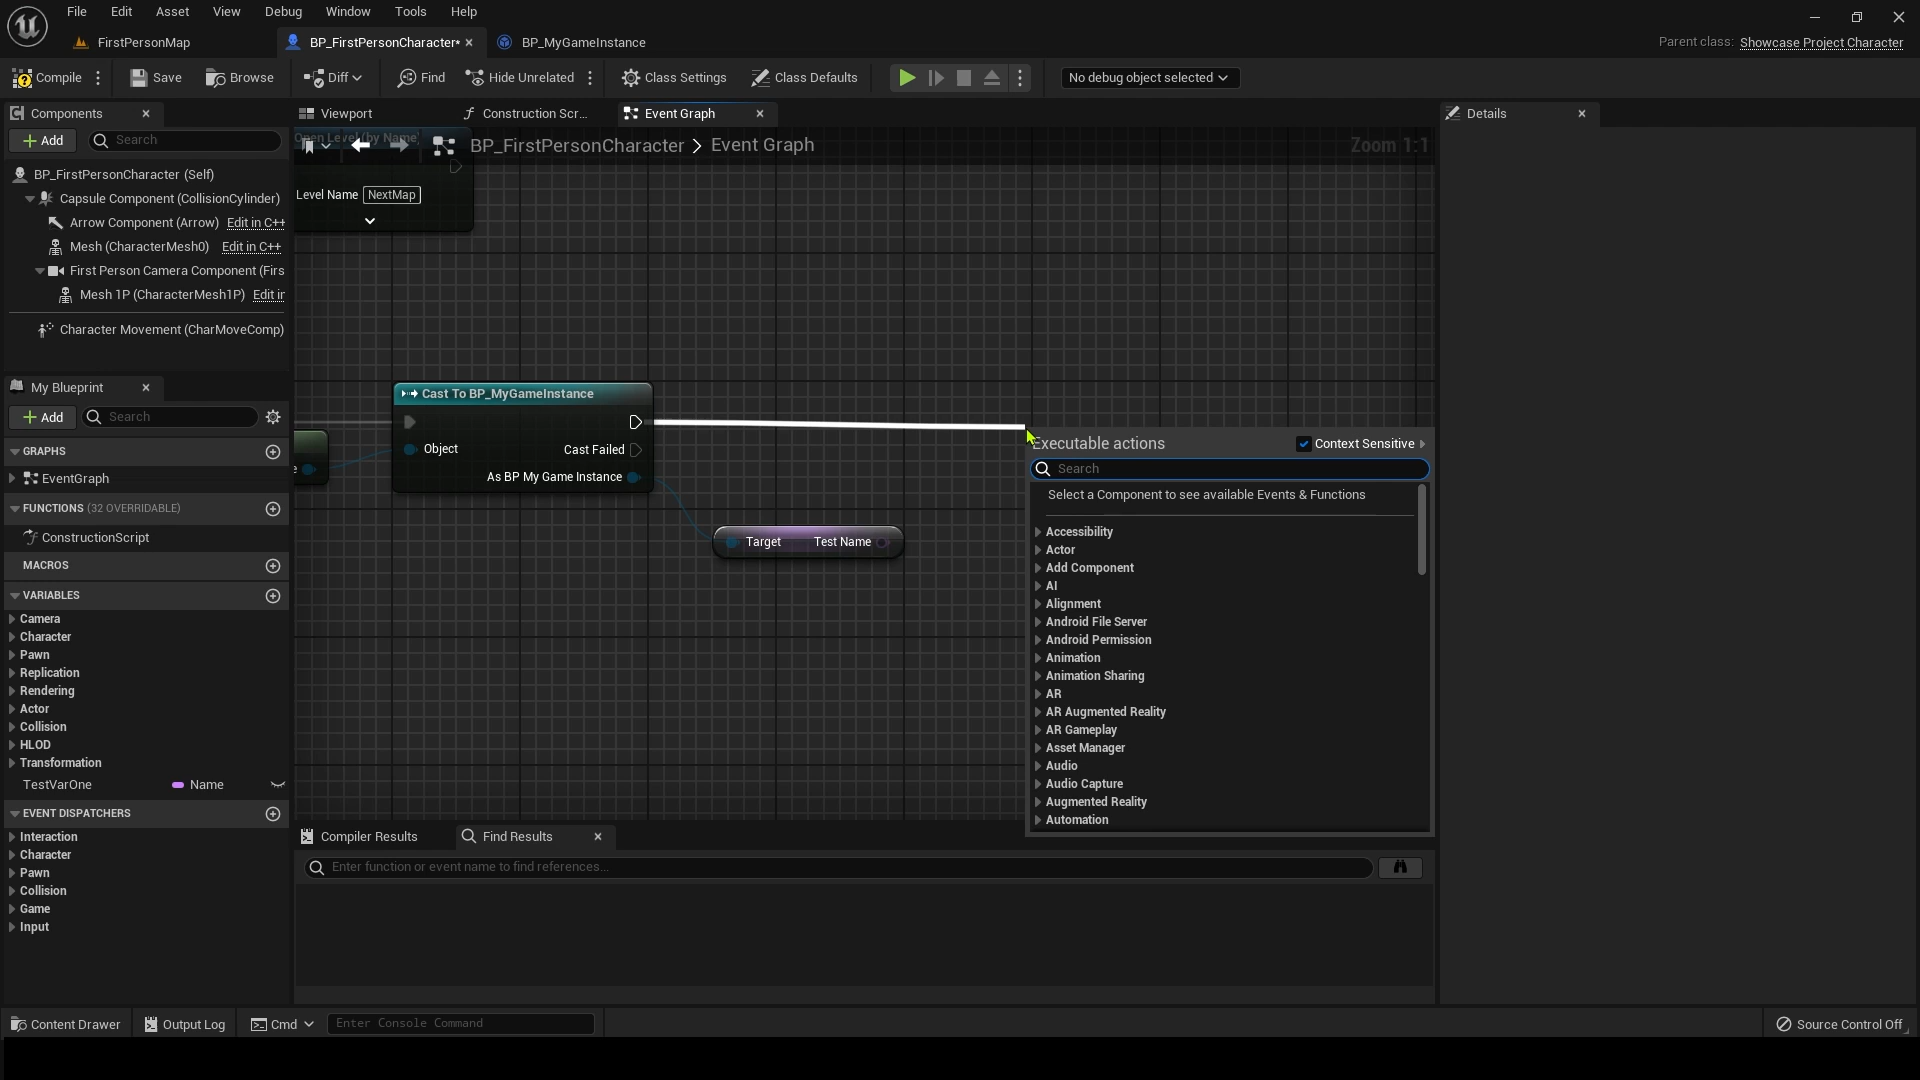 File Edit Asset View Debug Window Tools Help
FirstPersonMap BP_FirstPersonCharacter* BP_MyGameInstance Parent class: Showcase Project Character
Compile Save Browse Diff Find Hide Unrelated Class Settings Class Defaults No debug object selected
Components Viewport Construction Scr... Event Graph Details
Add Search
Open Level (by Name)
BP_FirstPersonCharacter > Event Graph Zoom 1:1
Level Name NextMap
BP_FirstPersonCharacter (Self)
Capsule Component (CollisionCylinder)
Arrow Component (Arrow) Edit in C++
Mesh (CharacterMesh0) Edit in C++
First Person Camera Component (Firs
Mesh 1P (CharacterMesh1P) Edit in
Character Movement (CharMoveComp)
My Blueprint
Add Search
GRAPHS
EventGraph
FUNCTIONS (32 OVERRIDABLE)
ConstructionScript
MACROS
VARIABLES
Camera
Character
Pawn
Replication
Rendering
Actor
Collision
HLOD
Transformation
TestVarOne Name
EVENT DISPATCHERS
Interaction
Character
Pawn
Collision
Game
Input
Cast To BP_MyGameInstance
Object Cast Failed
As BP My Game Instance
e
Target Test Name
Executable actions Context Sensitive
Search
Select a Component to see available Events & Functions
Accessibility
Actor
Add Component
AI
Alignment
Android File Server
Android Permission
Animation
Animation Sharing
AR
AR Augmented Reality
AR Gameplay
Asset Manager
Audio
Audio Capture
Augmented Reality
Automation
Compiler Results Find Results
Enter function or event name to find references...
Content Drawer Output Log Cmd Enter Console Command Source Control Off